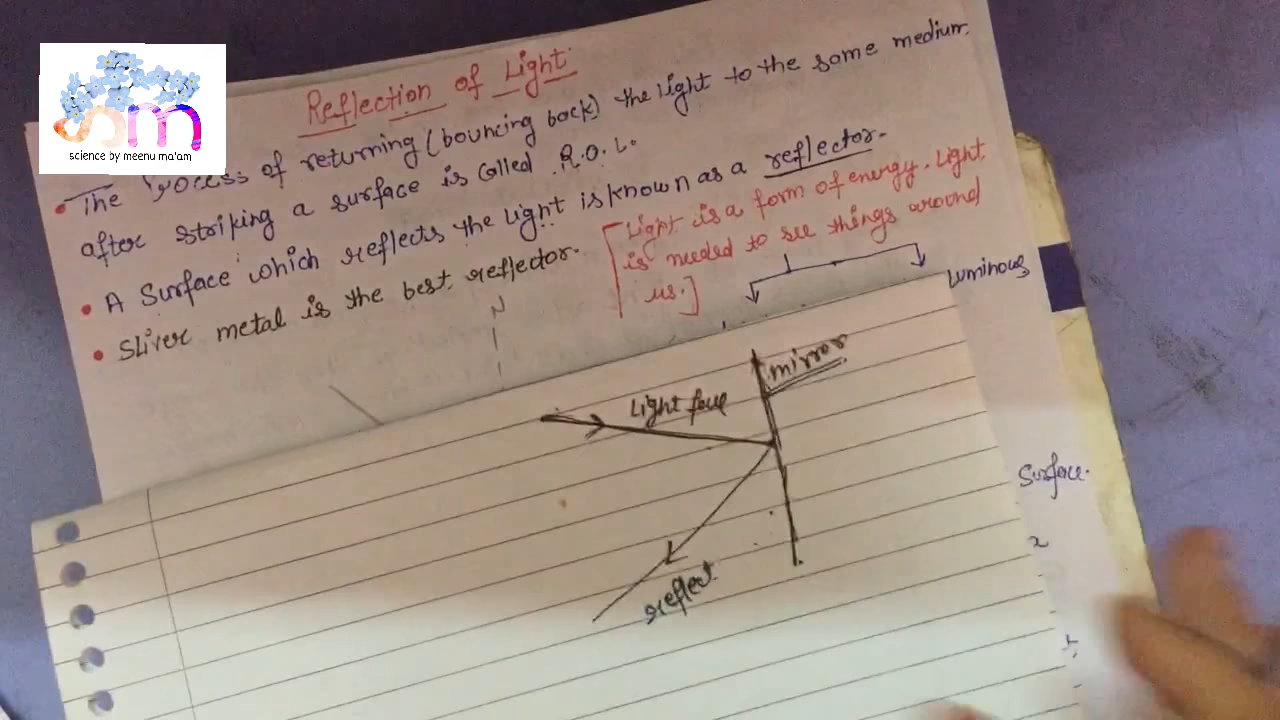 science by meenu ma'am
Reflection of Light
The Process of returning (bouncing back) the light to the same medium.
after striking a surface is called R.O.L.
A Surface which reflects the light is known as a reflector.
Sliver metal is the best reflector.
[Light is a form of energy. Light
is needed to see things around
us.]
Luminous
mirror
Light
reflect
Surface.